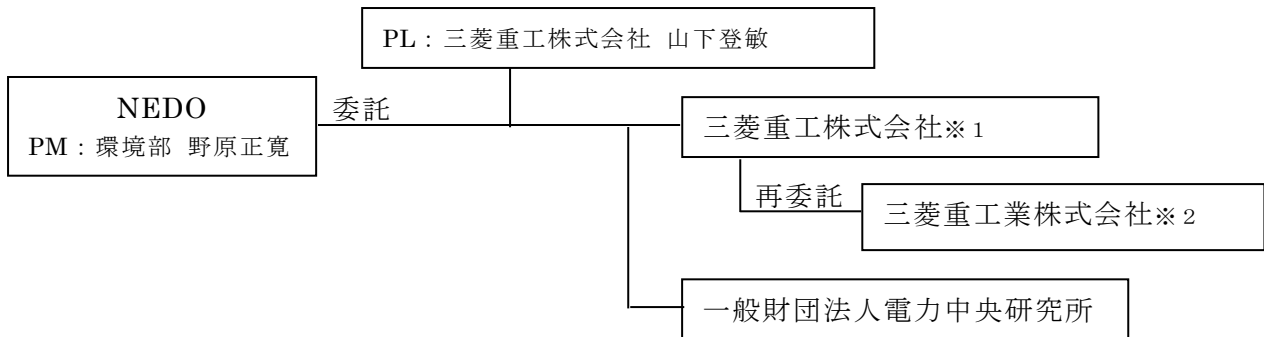 PL：三菱重工株式会社 山下登敏
NEDO
PM：環境部 野原正寛
委託
三菱重工株式会社※1
再委託
三菱重工業株式会社※2
一般財団法人電力中央研究所